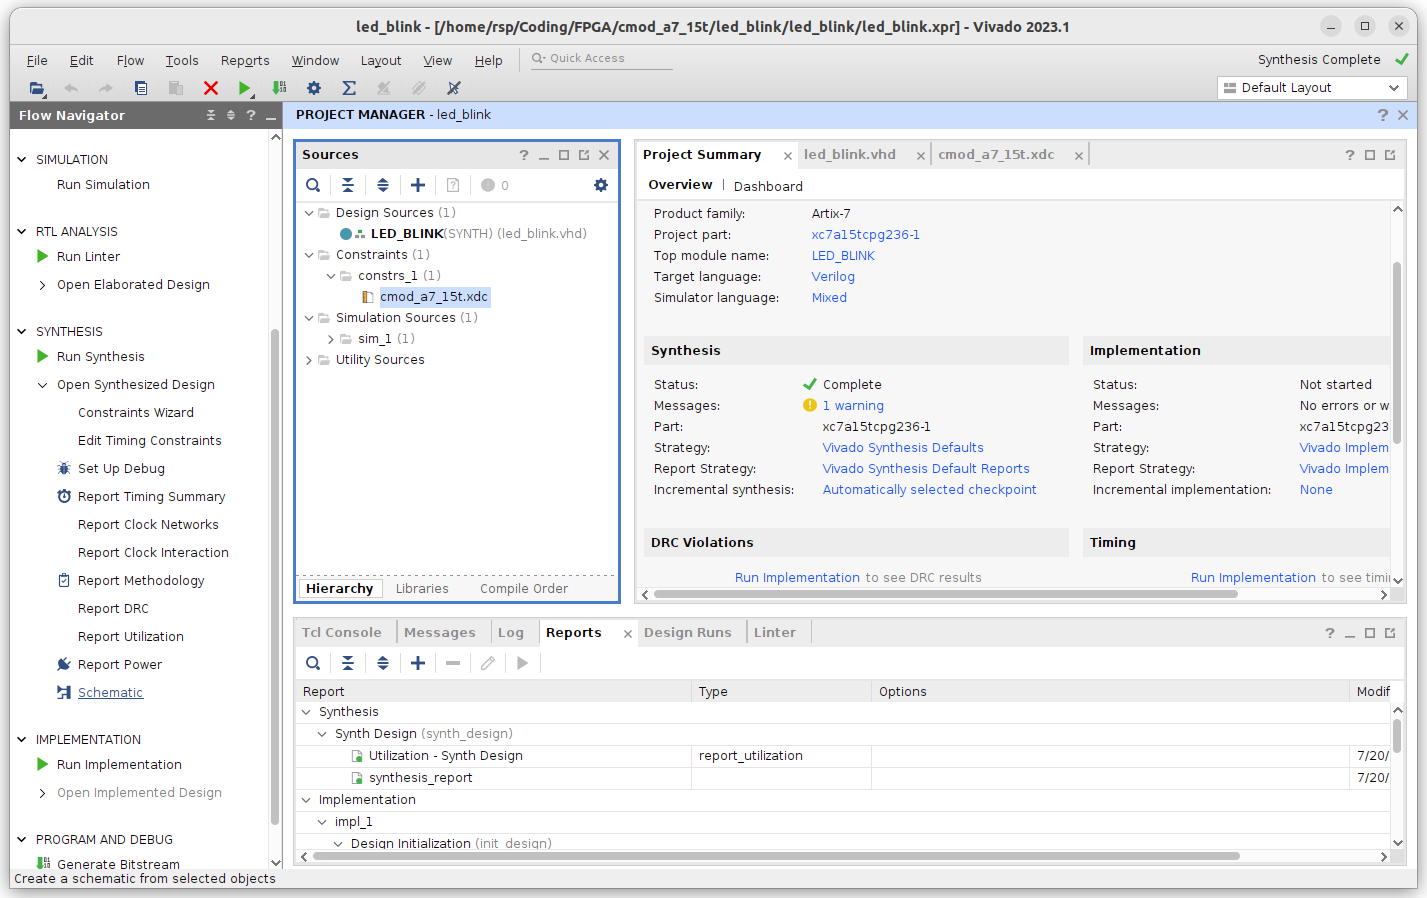 led_blink - [/home/rsp/Coding/FPGA/cmod_a7_15t/led_blink/led_blink/led_blink.xpr] - Vivado 2023.1
File Edit Flow Tools Reports Window Layout View Help Quick Access
Synthesis Complete
Default Layout
Flow Navigator
SIMULATION
Run Simulation
RTL ANALYSIS
Run Linter
Open Elaborated Design
SYNTHESIS
Run Synthesis
Open Synthesized Design
Constraints Wizard
Edit Timing Constraints
Set Up Debug
Report Timing Summary
Report Clock Networks
Report Clock Interaction
Report Methodology
Report DRC
Report Utilization
Report Power
Schematic
IMPLEMENTATION
Run Implementation
Open Implemented Design
PROGRAM AND DEBUG
Generate Bitstream
Create a schematic from selected objects
PROJECT MANAGER - led_blink
Sources
0
Design Sources (1)
LED_BLINK(SYNTH) (led_blink.vhd)
Constraints (1)
constrs_1 (1)
cmod_a7_15t.xdc
Simulation Sources (1)
sim_1 (1)
Utility Sources
Hierarchy Libraries Compile Order
Project Summary led_blink.vhd cmod_a7_15t.xdc
Overview | Dashboard
Product family: Artix-7
Project part: xc7a15tcpg236-1
Top module name: LED_BLINK
Target language: Verilog
Simulator language: Mixed
Synthesis
Status: Complete
Messages: 1 warning
Part: xc7a15tcpg236-1
Strategy: Vivado Synthesis Defaults
Report Strategy: Vivado Synthesis Default Reports
Incremental synthesis: Automatically selected checkpoint
Implementation
Status: Not started
Messages: No errors or w
Part: xc7a15tcpg23
Strategy: Vivado Implem
Report Strategy: Vivado Implem
Incremental implementation: None
DRC Violations
Run Implementation to see DRC results
Timing
Run Implementation to see timi
Tcl Console Messages Log Reports Design Runs Linter
Report Type Options Modif
Synthesis
Synth Design (synth_design)
Utilization - Synth Design report_utilization 7/20/
synthesis_report 7/20/
Implementation
impl_1
Design Initialization (init_design)